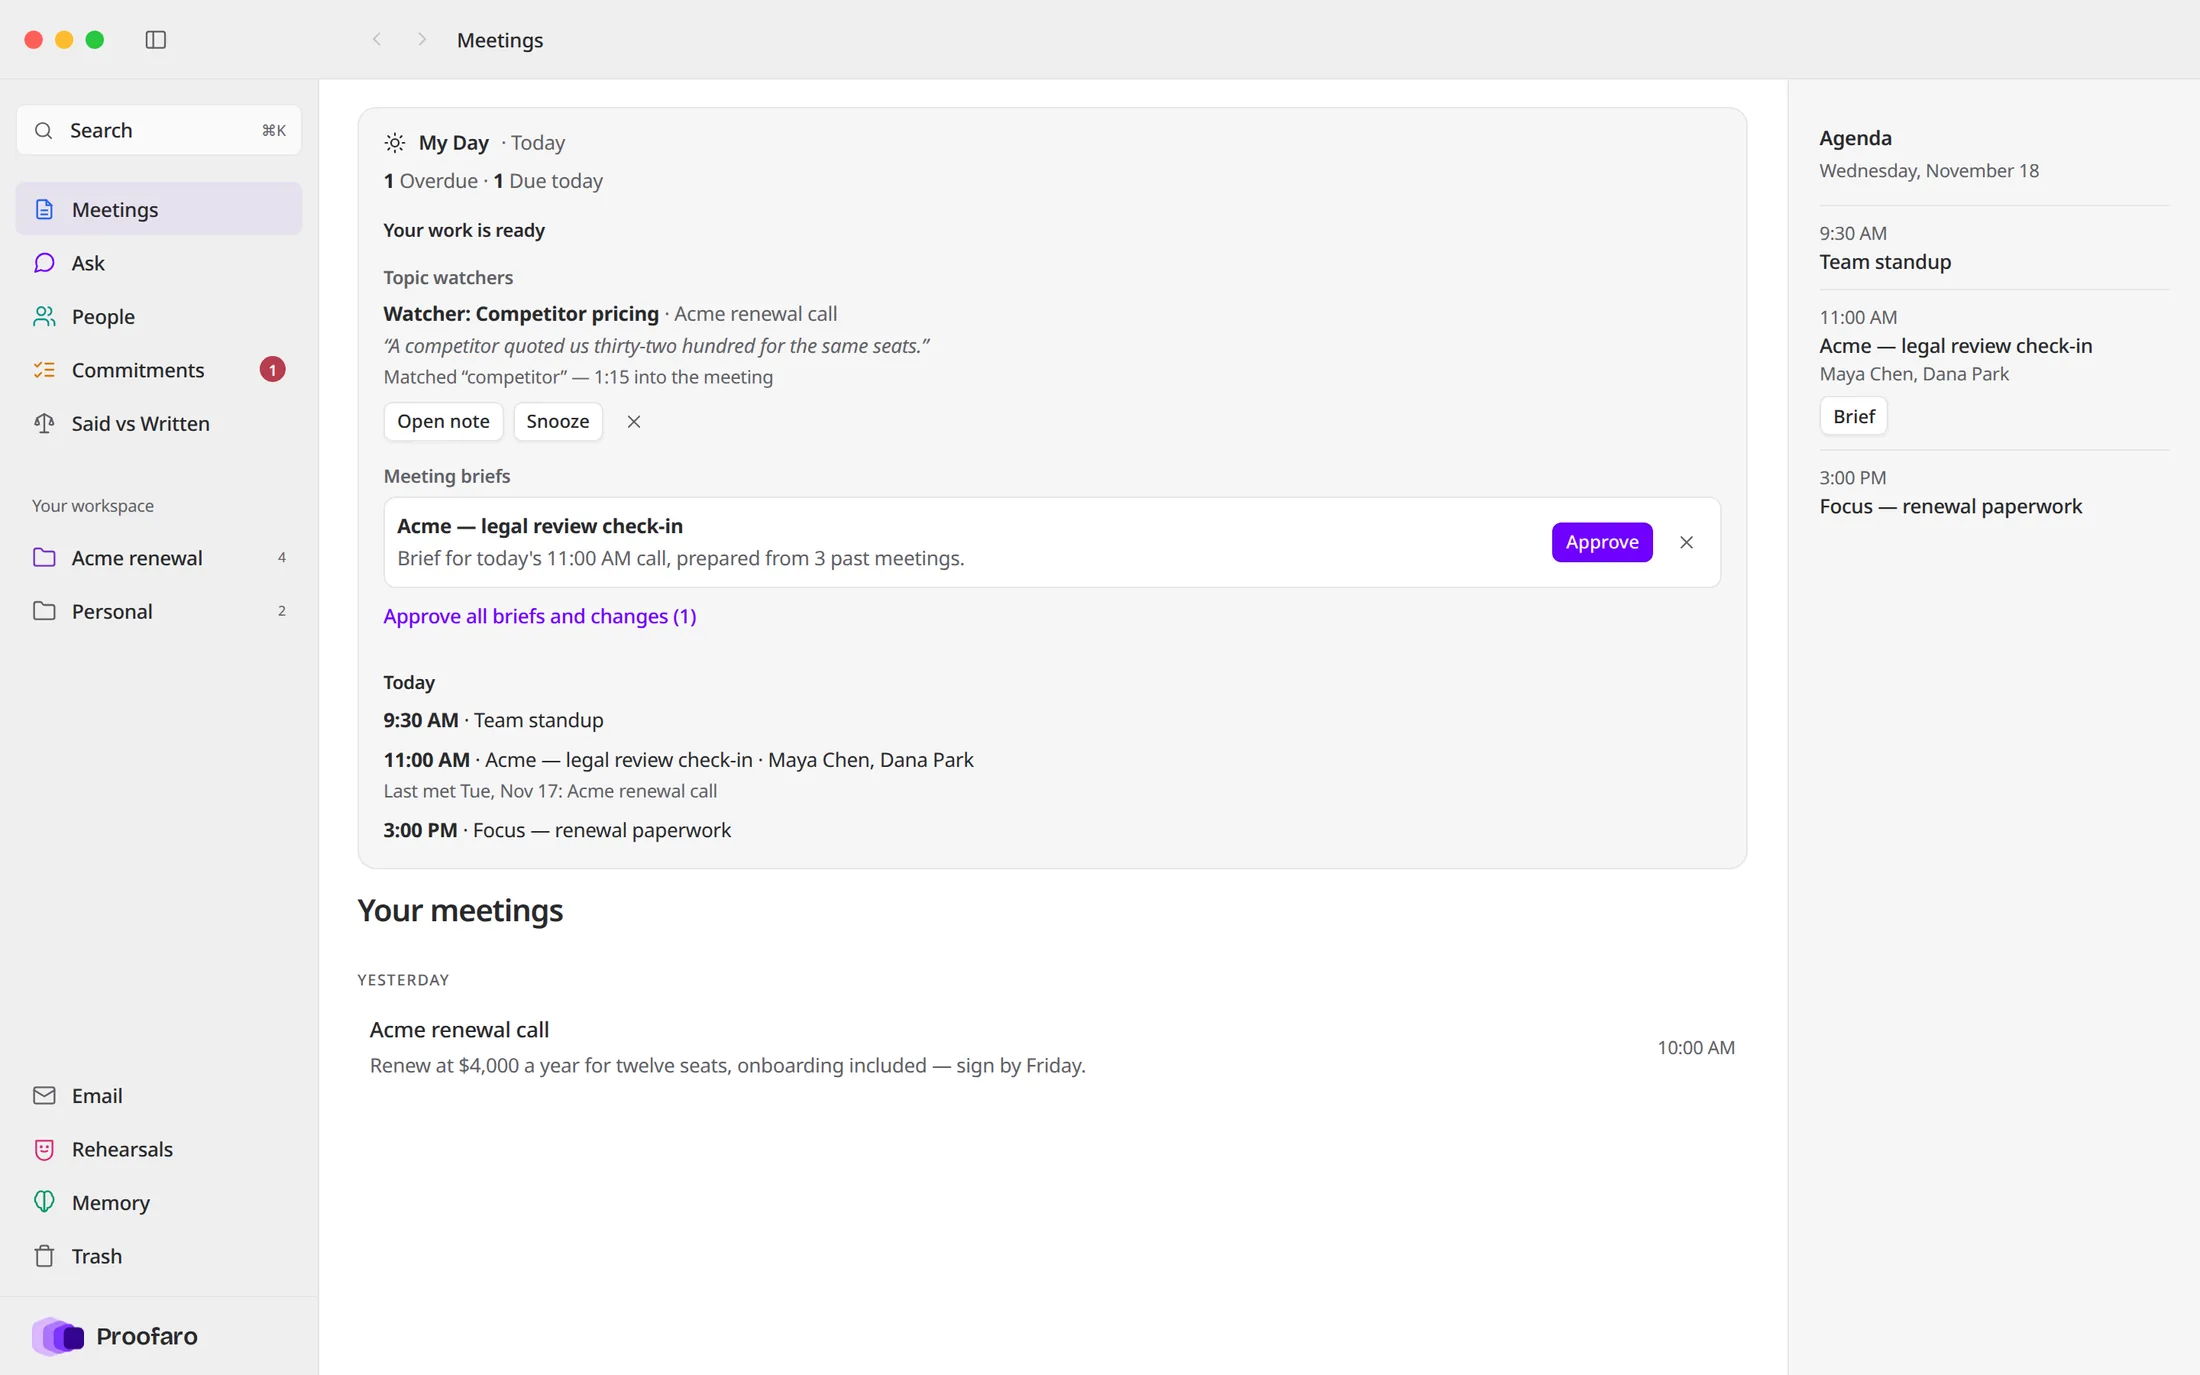 Meetings
Search ⌘K
Meetings
Ask
People
Commitments 1
Said vs Written
Your workspace
Acme renewal 4
Personal 2
Email
Rehearsals
Memory
Trash
Proofaro
My Day · Today
1 Overdue · 1 Due today
Your work is ready
Topic watchers
Watcher: Competitor pricing · Acme renewal call
“A competitor quoted us thirty-two hundred for the same seats.”
Matched “competitor” — 1:15 into the meeting
Open note Snooze
Meeting briefs
Acme — legal review check-in
Brief for today's 11:00 AM call, prepared from 3 past meetings.
Approve
Approve all briefs and changes (1)
Today
9:30 AM · Team standup
11:00 AM · Acme — legal review check-in · Maya Chen, Dana Park
Last met Tue, Nov 17: Acme renewal call
3:00 PM · Focus — renewal paperwork
Your meetings
YESTERDAY
Acme renewal call
Renew at $4,000 a year for twelve seats, onboarding included — sign by Friday.
10:00 AM
Agenda
Wednesday, November 18
9:30 AM
Team standup
11:00 AM
Acme — legal review check-in
Maya Chen, Dana Park
Brief
3:00 PM
Focus — renewal paperwork